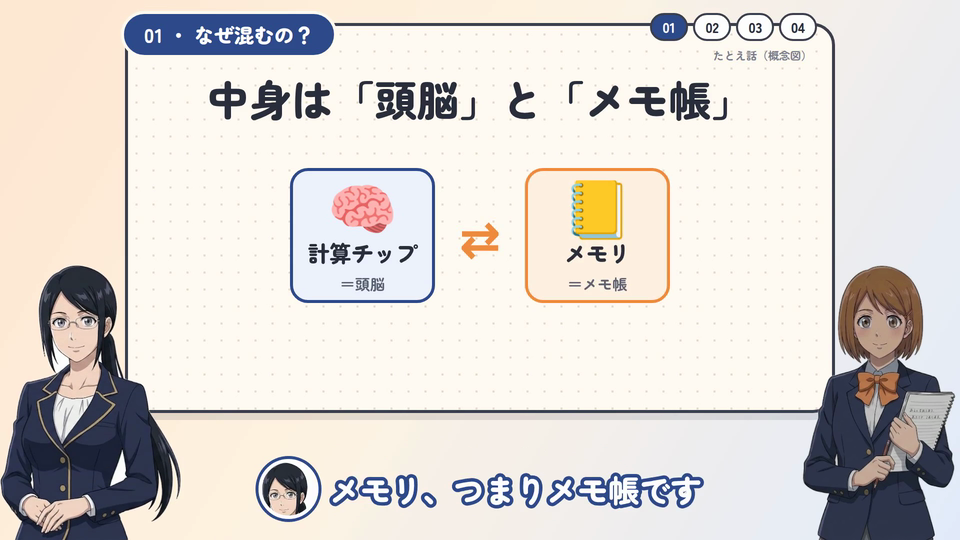 01・なぜ混むの？
01 02 03 04
たとえ話（概念図）
中身は「頭脳」と「メモ帳」
計算チップ
＝頭脳
⇄
メモリ
＝メモ帳
メモリ、つまりメモ帳です